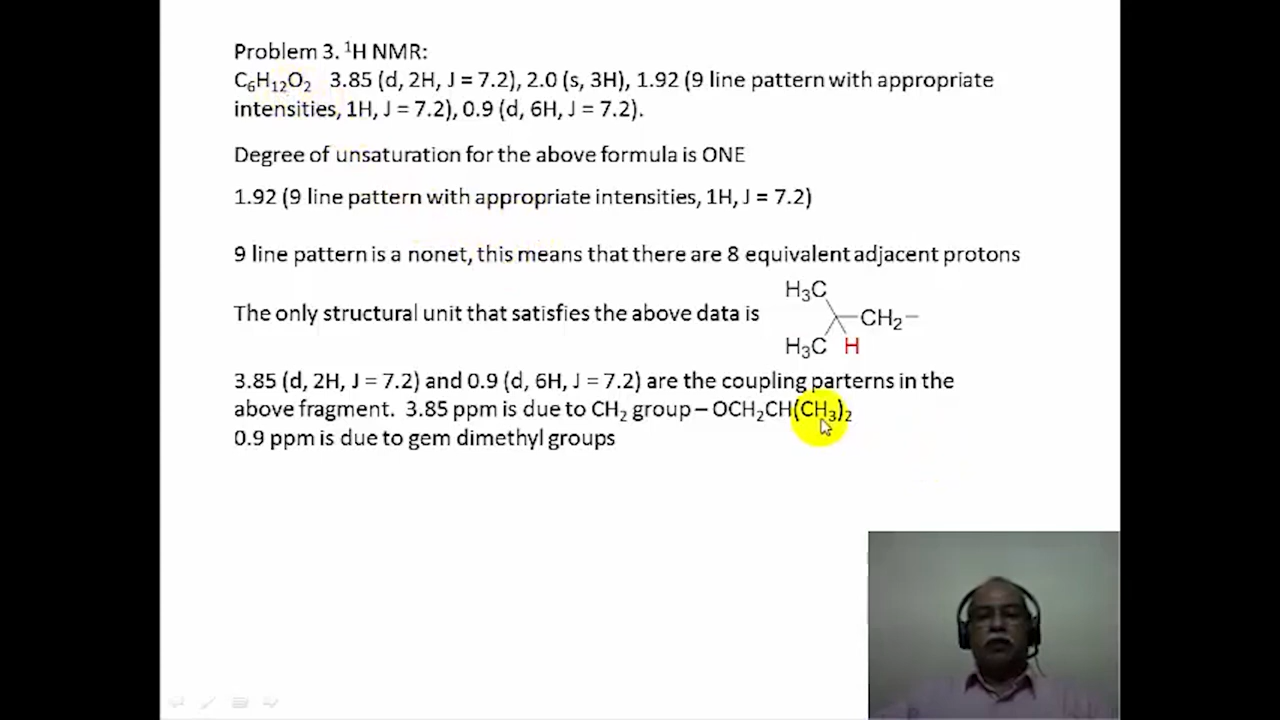 Problem 3. ¹H NMR:
C₆H₁₂O₂ 3.85 (d, 2H, J = 7.2), 2.0 (s, 3H), 1.92 (9 line pattern with appropriate
intensities, 1H, J = 7.2), 0.9 (d, 6H, J = 7.2).
Degree of unsaturation for the above formula is ONE
1.92 (9 line pattern with appropriate intensities, 1H, J = 7.2)
9 line pattern is a nonet, this means that there are 8 equivalent adjacent protons
The only structural unit that satisfies the above data is
H₃C
CH₂
H₃C H
3.85 (d, 2H, J = 7.2) and 0.9 (d, 6H, J = 7.2) are the coupling parterns in the
above fragment. 3.85 ppm is due to CH₂ group – OCH₂CH(CH₃)₂
0.9 ppm is due to gem dimethyl groups